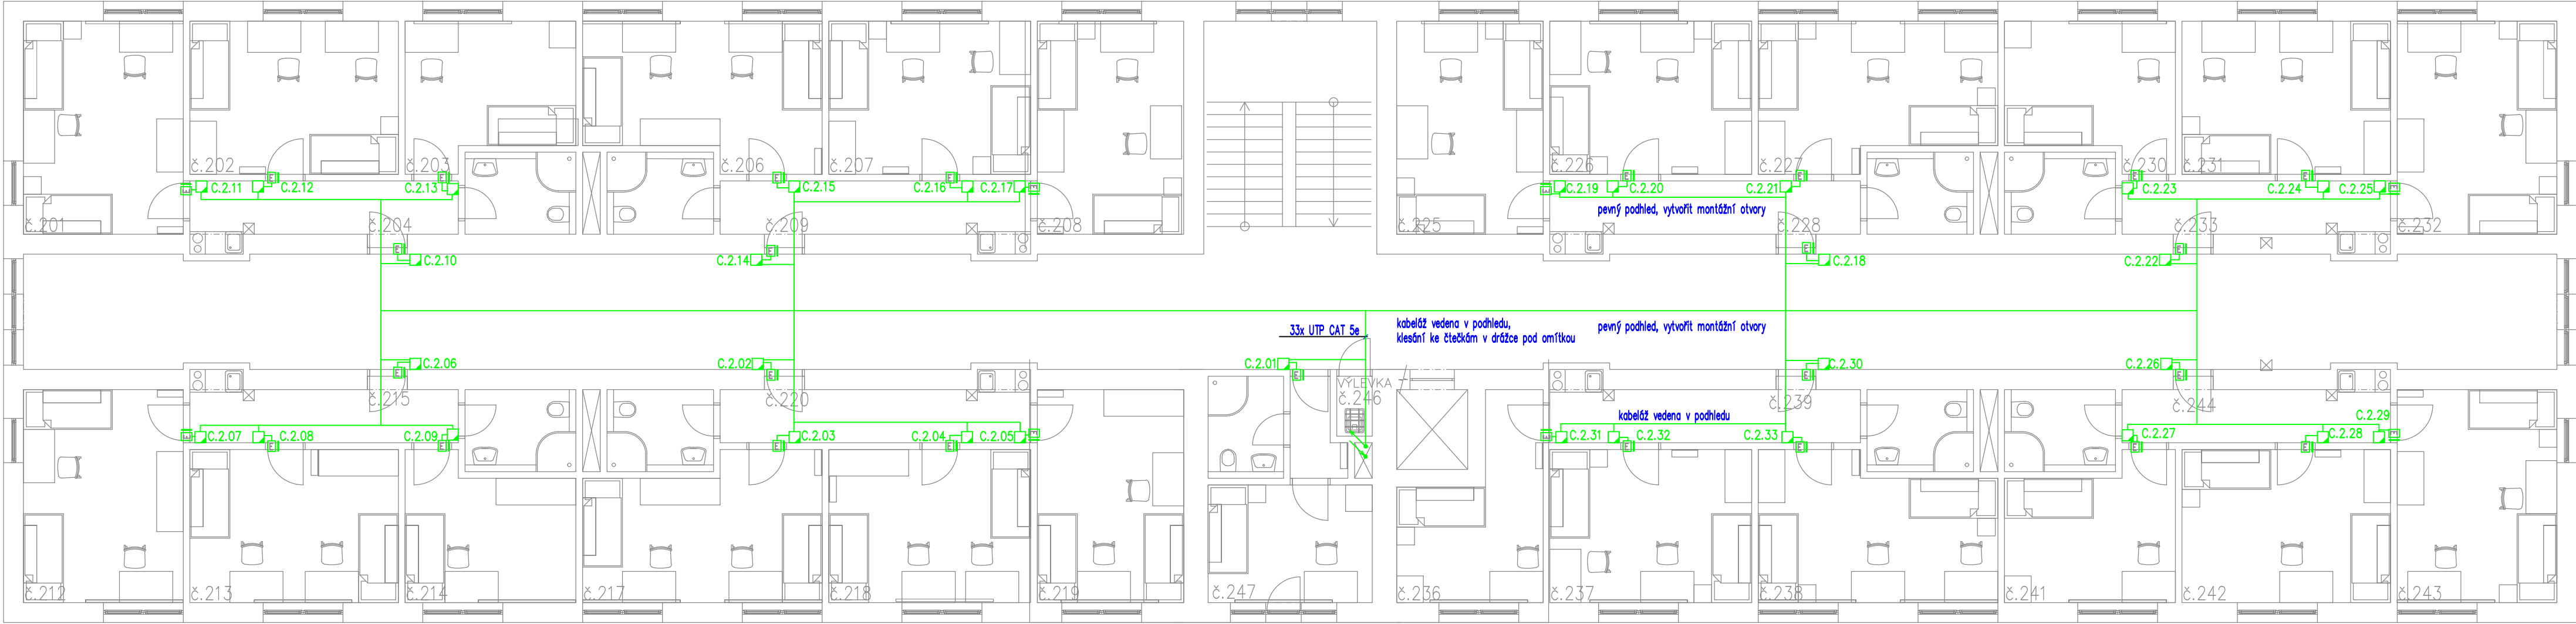 č.202
č.203
č.206
č.207
č.226
č.227
č.230
č.231
C.2.11
C.2.12
C.2.13
C.2.15
C.2.16
C.2.17
C.2.19
C.2.20
C.2.21
C.2.23
C.2.24
C.2.25
pevný podhled, vytvořit montážní otvory
č.201
č.204
č.209
č.208
č.225
č.228
č.233
č.232
C.2.10
C.2.14
C.2.18
C.2.22
33x UTP CAT 5e
kabeláž vedena v podhledu,
klesání ke čtečkám v drážce pod omítkou
pevný podhled, vytvořit montážní otvory
C.2.06
C.2.02
C.2.01
C.2.30
C.2.26
VÝLEVKA
č.246
č.215
č.220
č.239
č.244
kabeláž vedena v podhledu
C.2.29
C.2.07
C.2.08
C.2.09
C.2.03
C.2.04
C.2.05
C.2.31
C.2.32
C.2.33
C.2.27
C.2.28
č.212
č.213
č.214
č.217
č.218
č.219
č.247
č.236
č.237
č.238
č.241
č.242
č.243